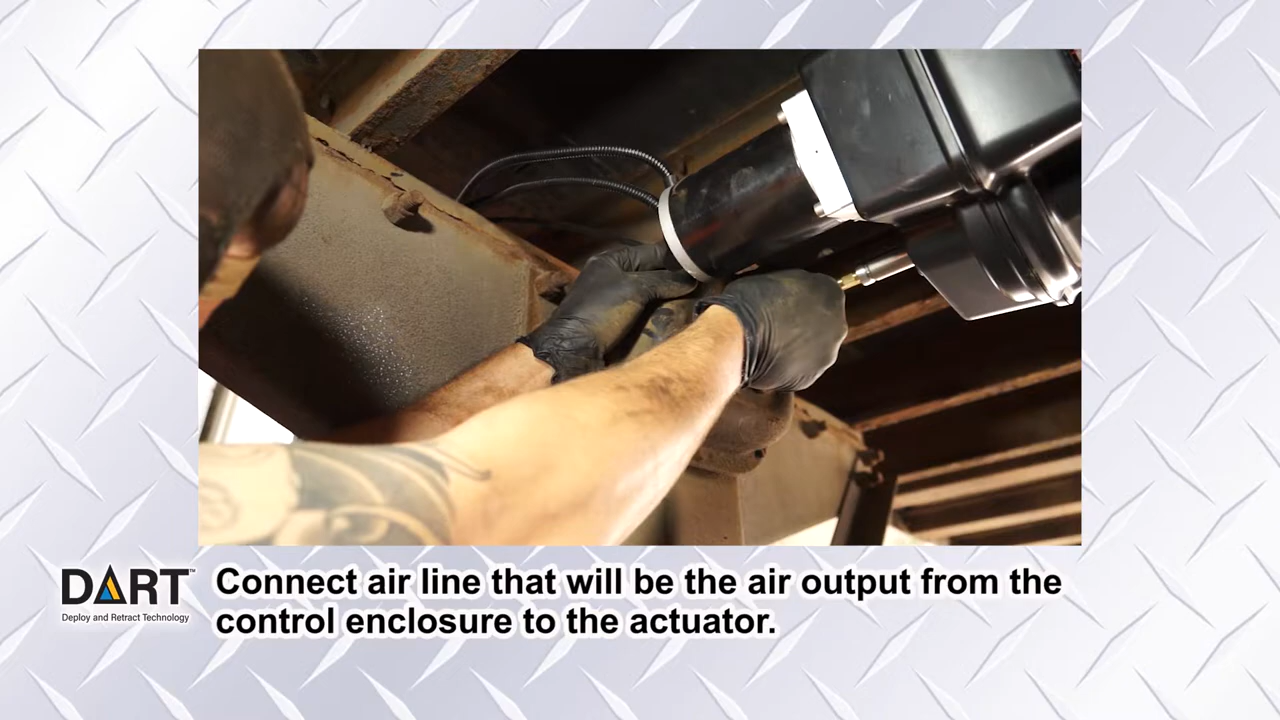 DART™
Deploy and Retract Technology
Connect air line that will be the air output from the
control enclosure to the actuator.